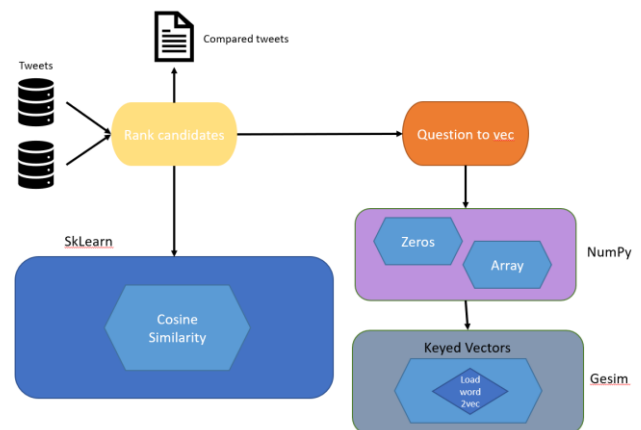 Compared tweets
Tweets
Rank candidates
Question to vec
SkLearn
Zeros
Array
NumPy
Cosine
Similarity
Keyed Vectors
Load
word
2vec
Gesim